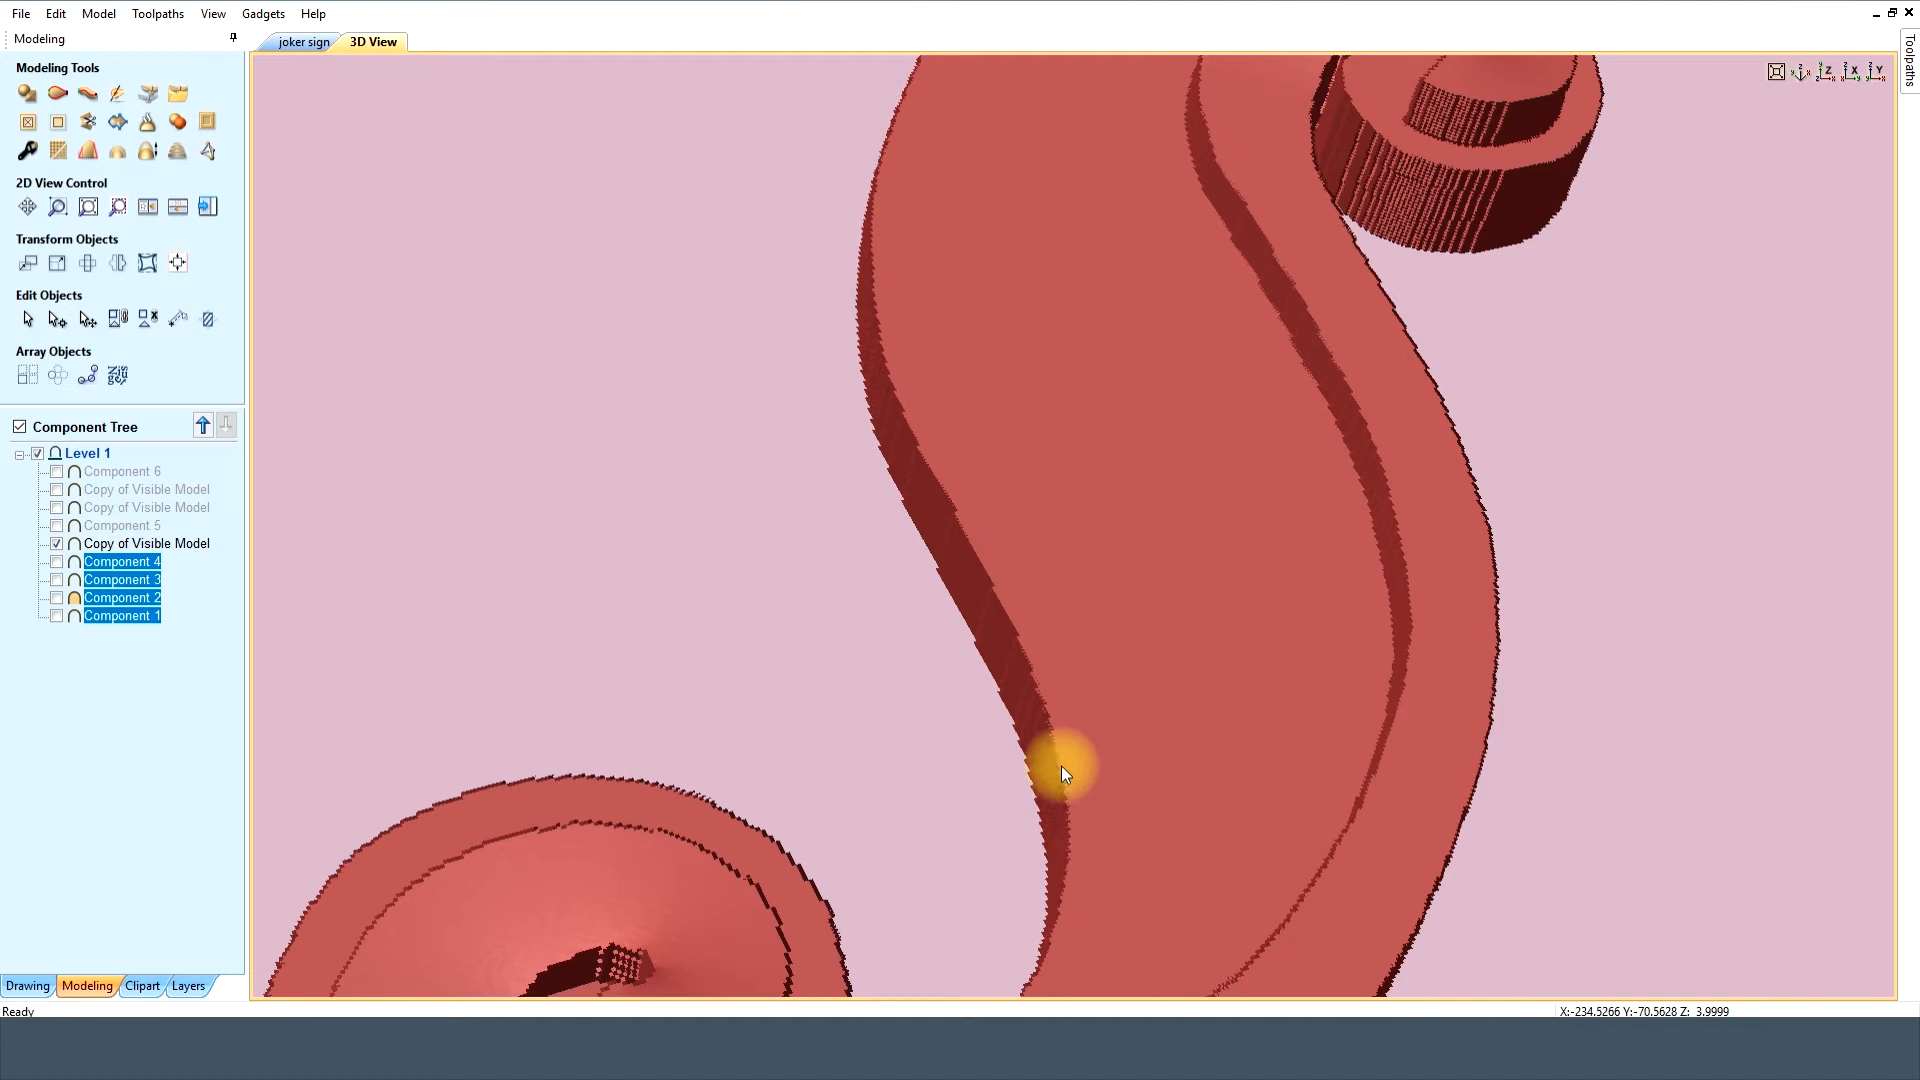 File Edit Model Toolpaths View Gadgets Help
Modeling
joker sign 3D View
Toolpaths
Modeling Tools
2D View Control
Transform Objects
Edit Objects
Array Objects
Component Tree
Level 1
Component 6
Copy of Visible Model
Copy of Visible Model
Component 5
Copy of Visible Model
Component 4
Component 3
Component 2
Component 1
Drawing Modeling Clipart Layers
Ready X:-234.5266 Y:-70.5628 Z: 3.9999